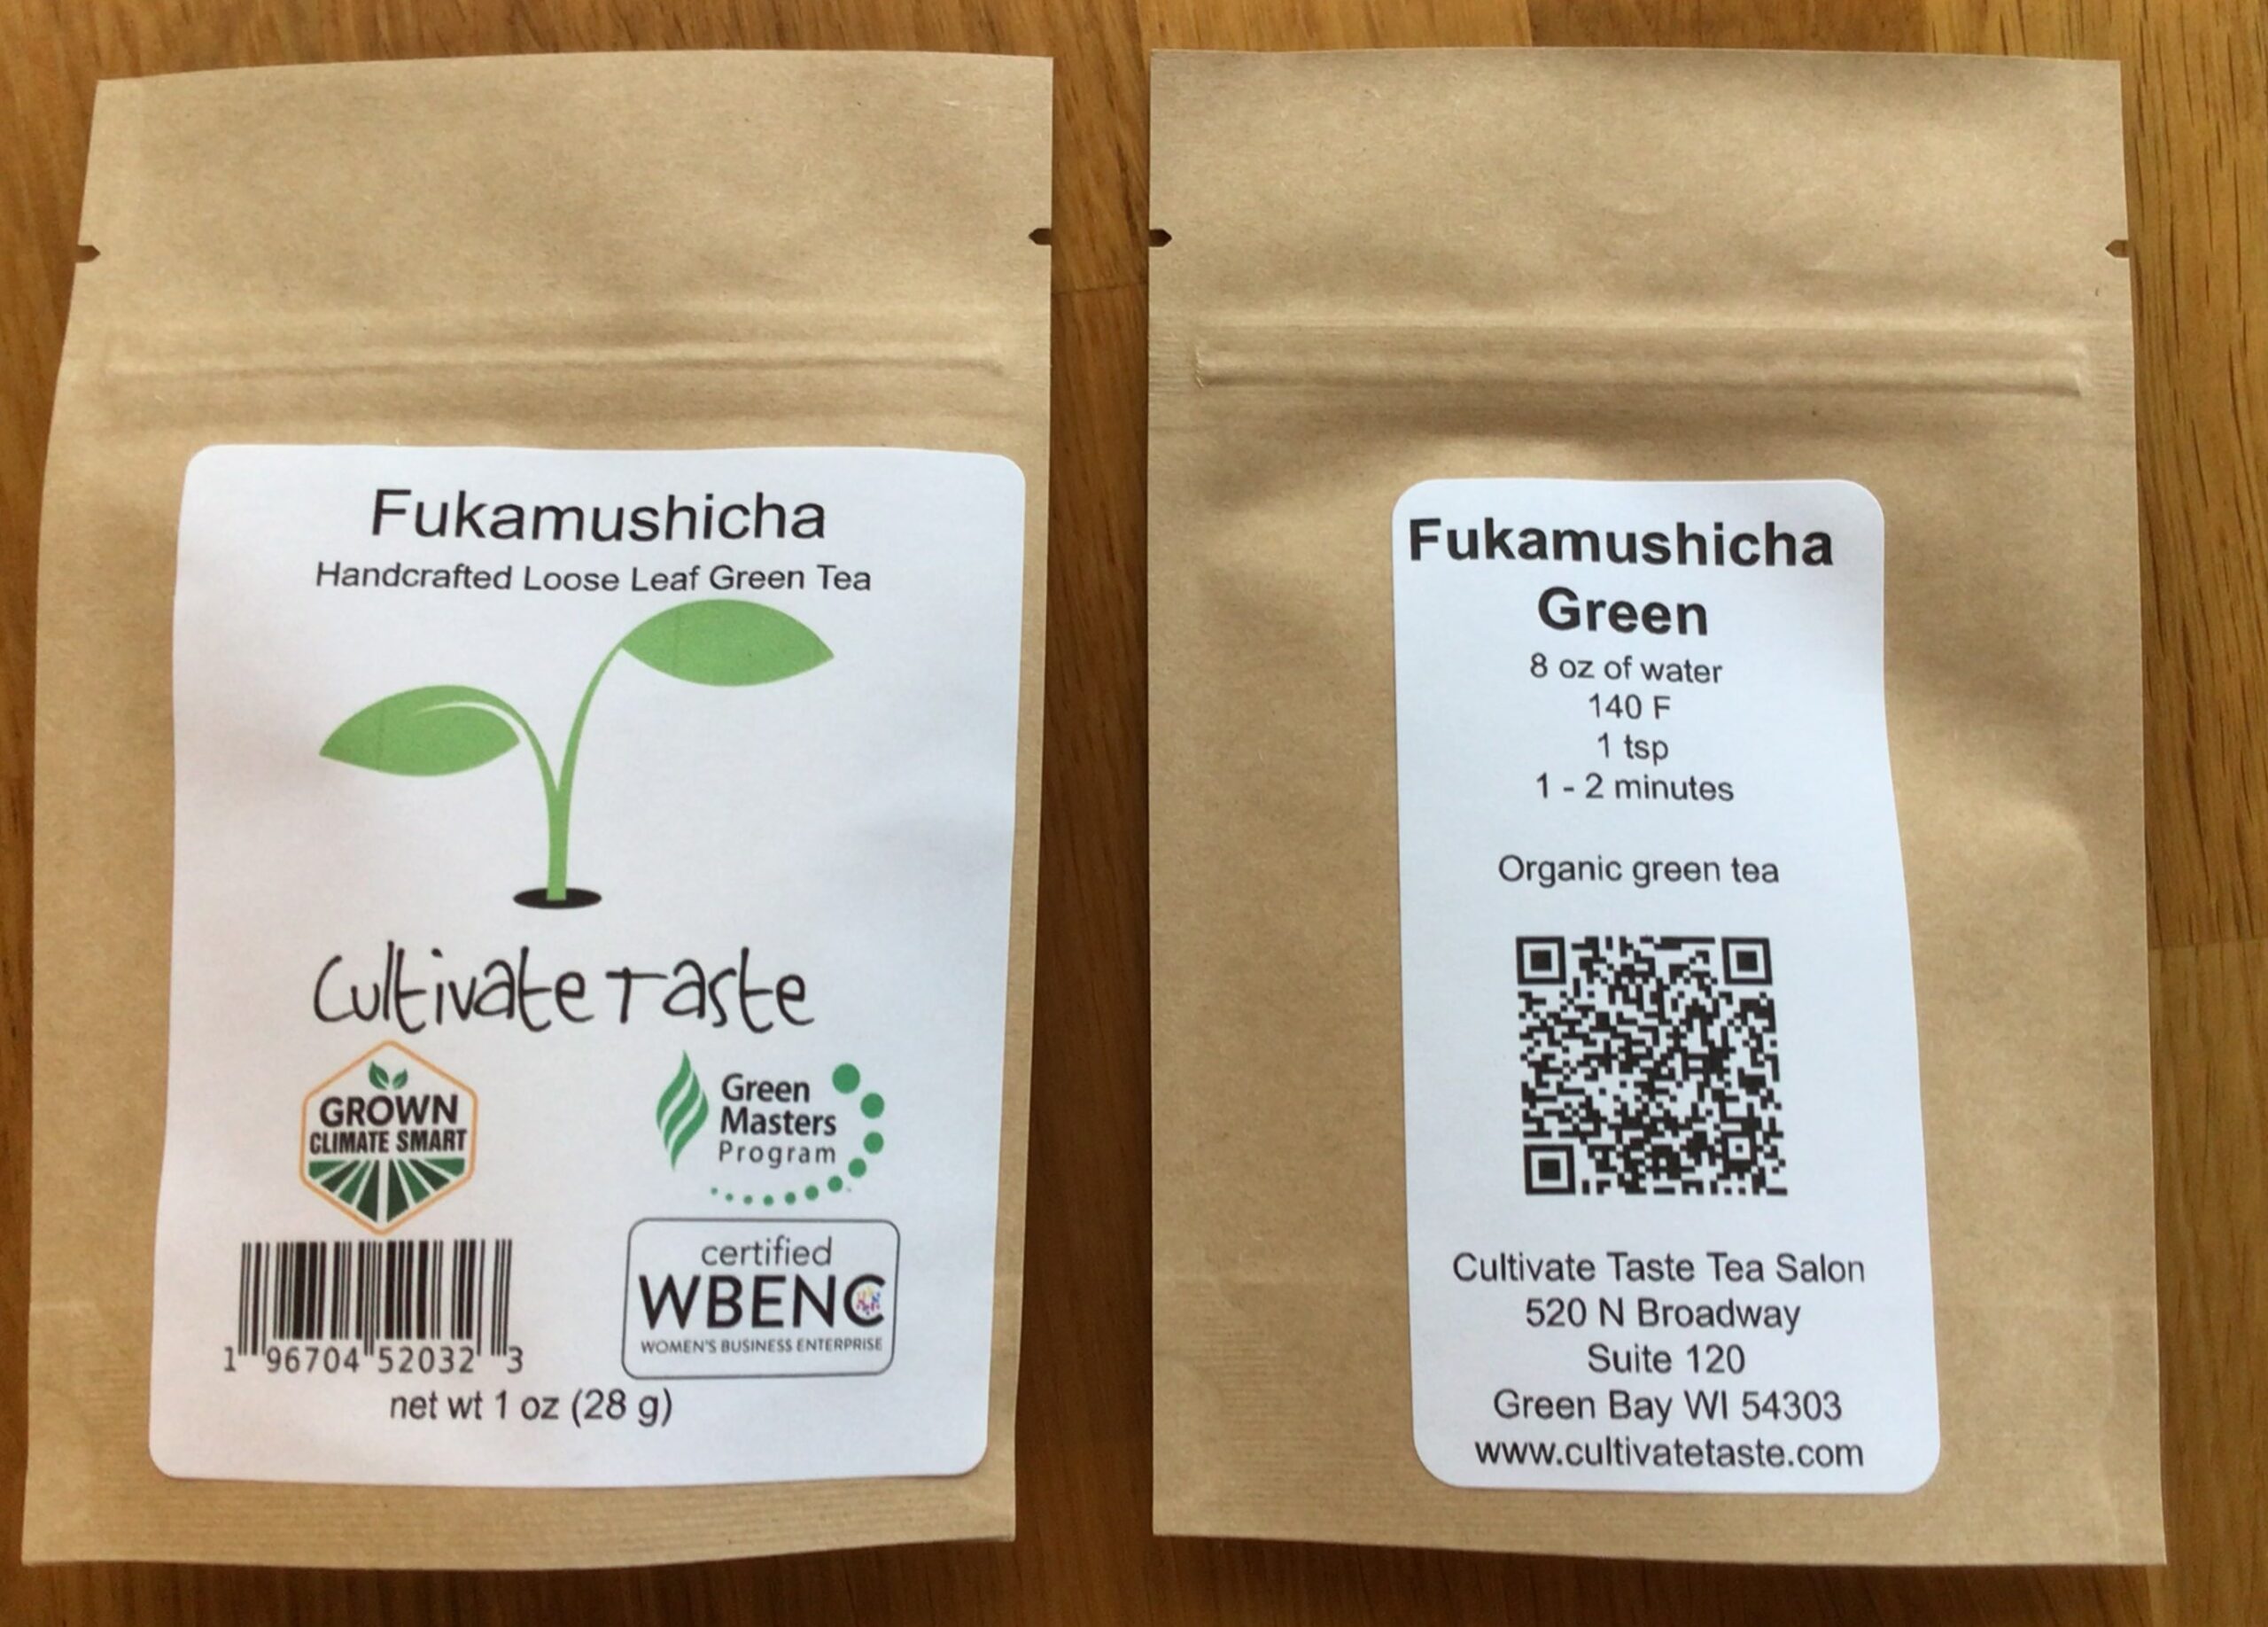 Fukamushicha
Handcrafted Loose Leaf Green Tea
Cultivate Taste
GROWN
CLIMATE SMART
Green
Masters
Program
certified
WBENC
WOMEN'S BUSINESS ENTERPRISE
1 96704 52032 3
net wt 1 oz (28 g)
Fukamushicha
Green
8 oz of water
140 F
1 tsp
1 - 2 minutes
Organic green tea
Cultivate Taste Tea Salon
520 N Broadway
Suite 120
Green Bay WI 54303
www.cultivatetaste.com